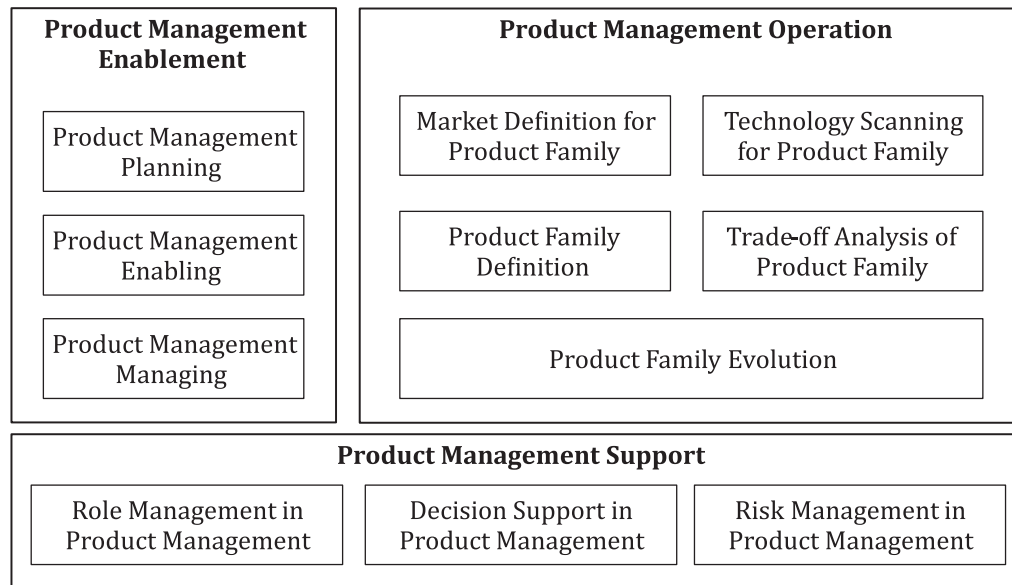 Product Management
Enablement
Product Management
Planning
Product Management
Enabling
Product Management
Managing
Product Management Operation
Market Definition for
Product Family
Technology Scanning
for Product Family
Product Family
Definition
Trade-off Analysis of
Product Family
Product Family Evolution
Product Management Support
Role Management in
Product Management
Decision Support in
Product Management
Risk Management in
Product Management